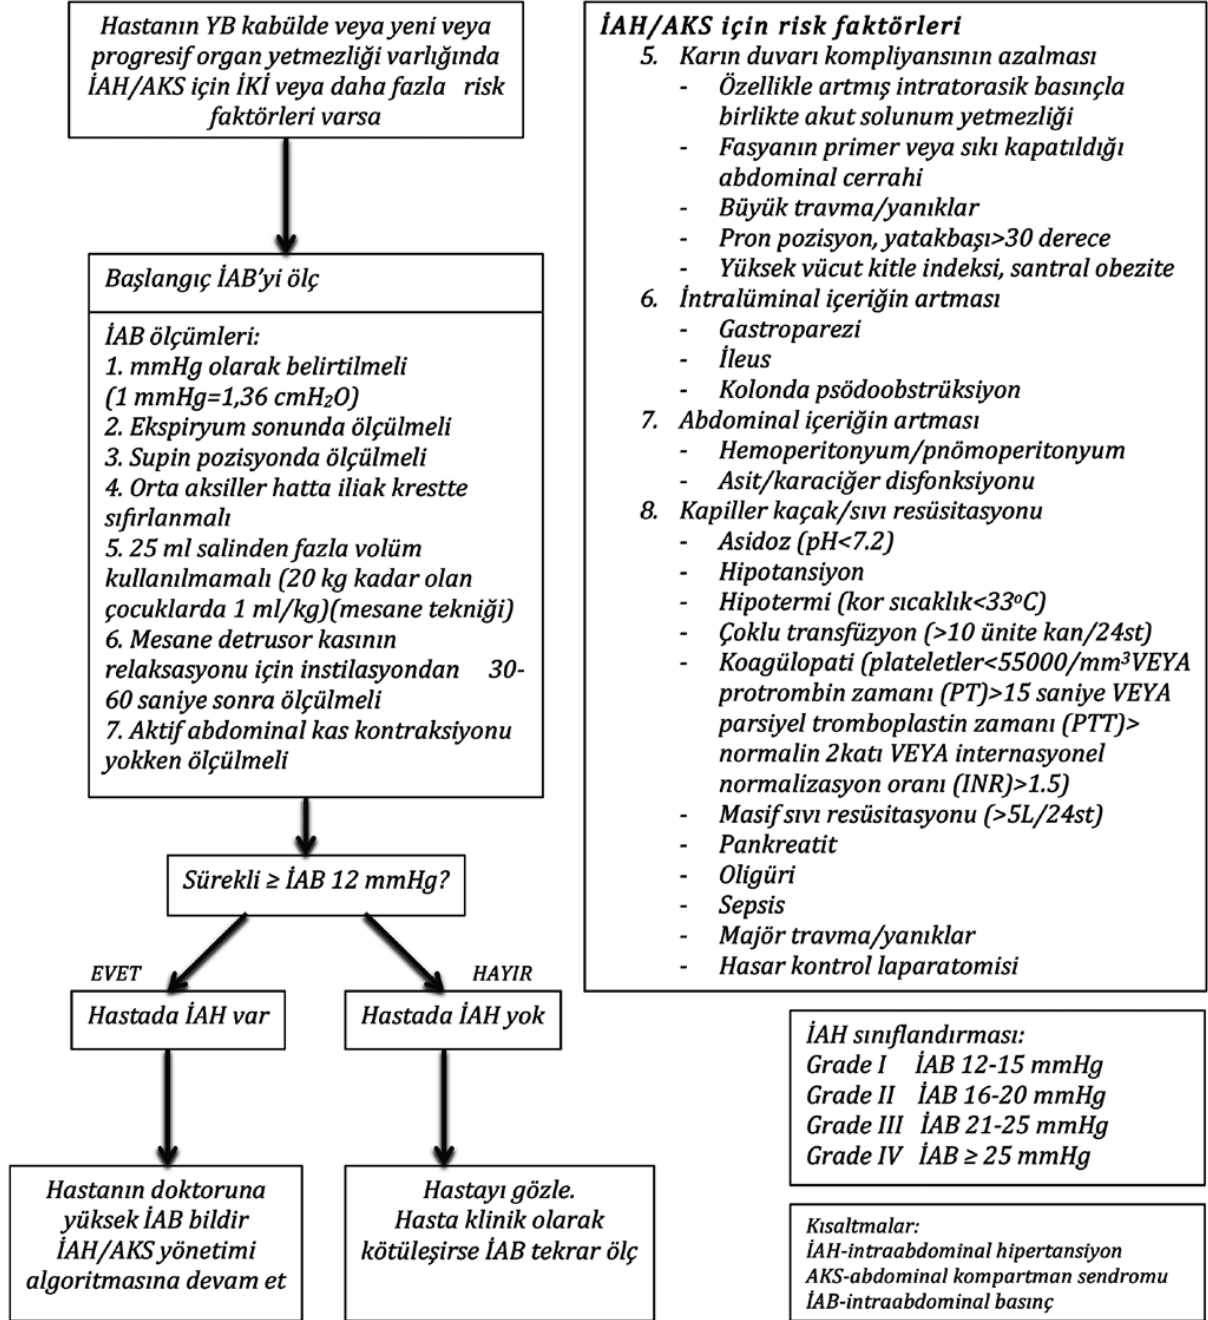 Hastanın YB kabülde veya yeni veya
progresif organ yetmezliği varlığında
İAH/AKS için İKİ veya daha fazla risk
faktörleri varsa
Başlangıç İAB'yi ölç
İAB ölçümleri:
1. mmHg olarak belirtilmeli
(1 mmHg=1,36 cmH₂O)
2. Ekspiryum sonunda ölçülmeli
3. Supin pozisyonda ölçülmeli
4. Orta aksiller hatta iliak krestte
sıfırlanmalı
5. 25 ml salinden fazla volüm
kullanılmamalı (20 kg kadar olan
çocuklarda 1 ml/kg)(mesane tekniği)
6. Mesane detrusor kasının
relaksasyonu için instilasyondan 30-
60 saniye sonra ölçülmeli
7. Aktif abdominal kas kontraksiyonu
yokken ölçülmeli
Sürekli ≥ İAB 12 mmHg?
EVET
HAYIR
Hastada İAH var
Hastada İAH yok
Hastanın doktoruna
yüksek İAB bildir
İAH/AKS yönetimi
algoritmasına devam et
Hastayı gözle.
Hasta klinik olarak
kötüleşirse İAB tekrar ölç
İAH/AKS için risk faktörleri
5. Karın duvarı kompliyansının azalması
- Özellikle artmış intratorasik basınçla
birlikte akut solunum yetmezliği
- Fasyanın primer veya sıkı kapatıldığı
abdominal cerrahi
- Büyük travma/yanıklar
- Pron pozisyon, yatakbaşı>30 derece
- Yüksek vücut kitle indeksi, santral obezite
6. İntralüminal içeriğin artması
- Gastroparezi
- İleus
- Kolonda psödoobstrüksiyon
7. Abdominal içeriğin artması
- Hemoperitonyum/pnömoperitonyum
- Asit/karaciğer disfonksiyonu
8. Kapiller kaçak/sıvı resüsitasyonu
- Asidoz (pH<7.2)
- Hipotansiyon
- Hipotermi (kor sıcaklık<33ºC)
- Çoklu transfüzyon (>10 ünite kan/24st)
- Koagülopati (plateletler<55000/mm³VEYA
protrombin zamanı (PT)>15 saniye VEYA
parsiyel tromboplastin zamanı (PTT)>
normalin 2katı VEYA internasyonel
normalizasyon oranı (INR)>1.5)
- Masif sıvı resüsitasyonu (>5L/24st)
- Pankreatit
- Oligüri
- Sepsis
- Majör travma/yanıklar
- Hasar kontrol laparatomisi
İAH sınıflandırması:
Grade I İAB 12-15 mmHg
Grade II İAB 16-20 mmHg
Grade III İAB 21-25 mmHg
Grade IV İAB ≥ 25 mmHg
Kısaltmalar:
İAH-intraabdominal hipertansiyon
AKS-abdominal kompartman sendromu
İAB-intraabdominal basınç